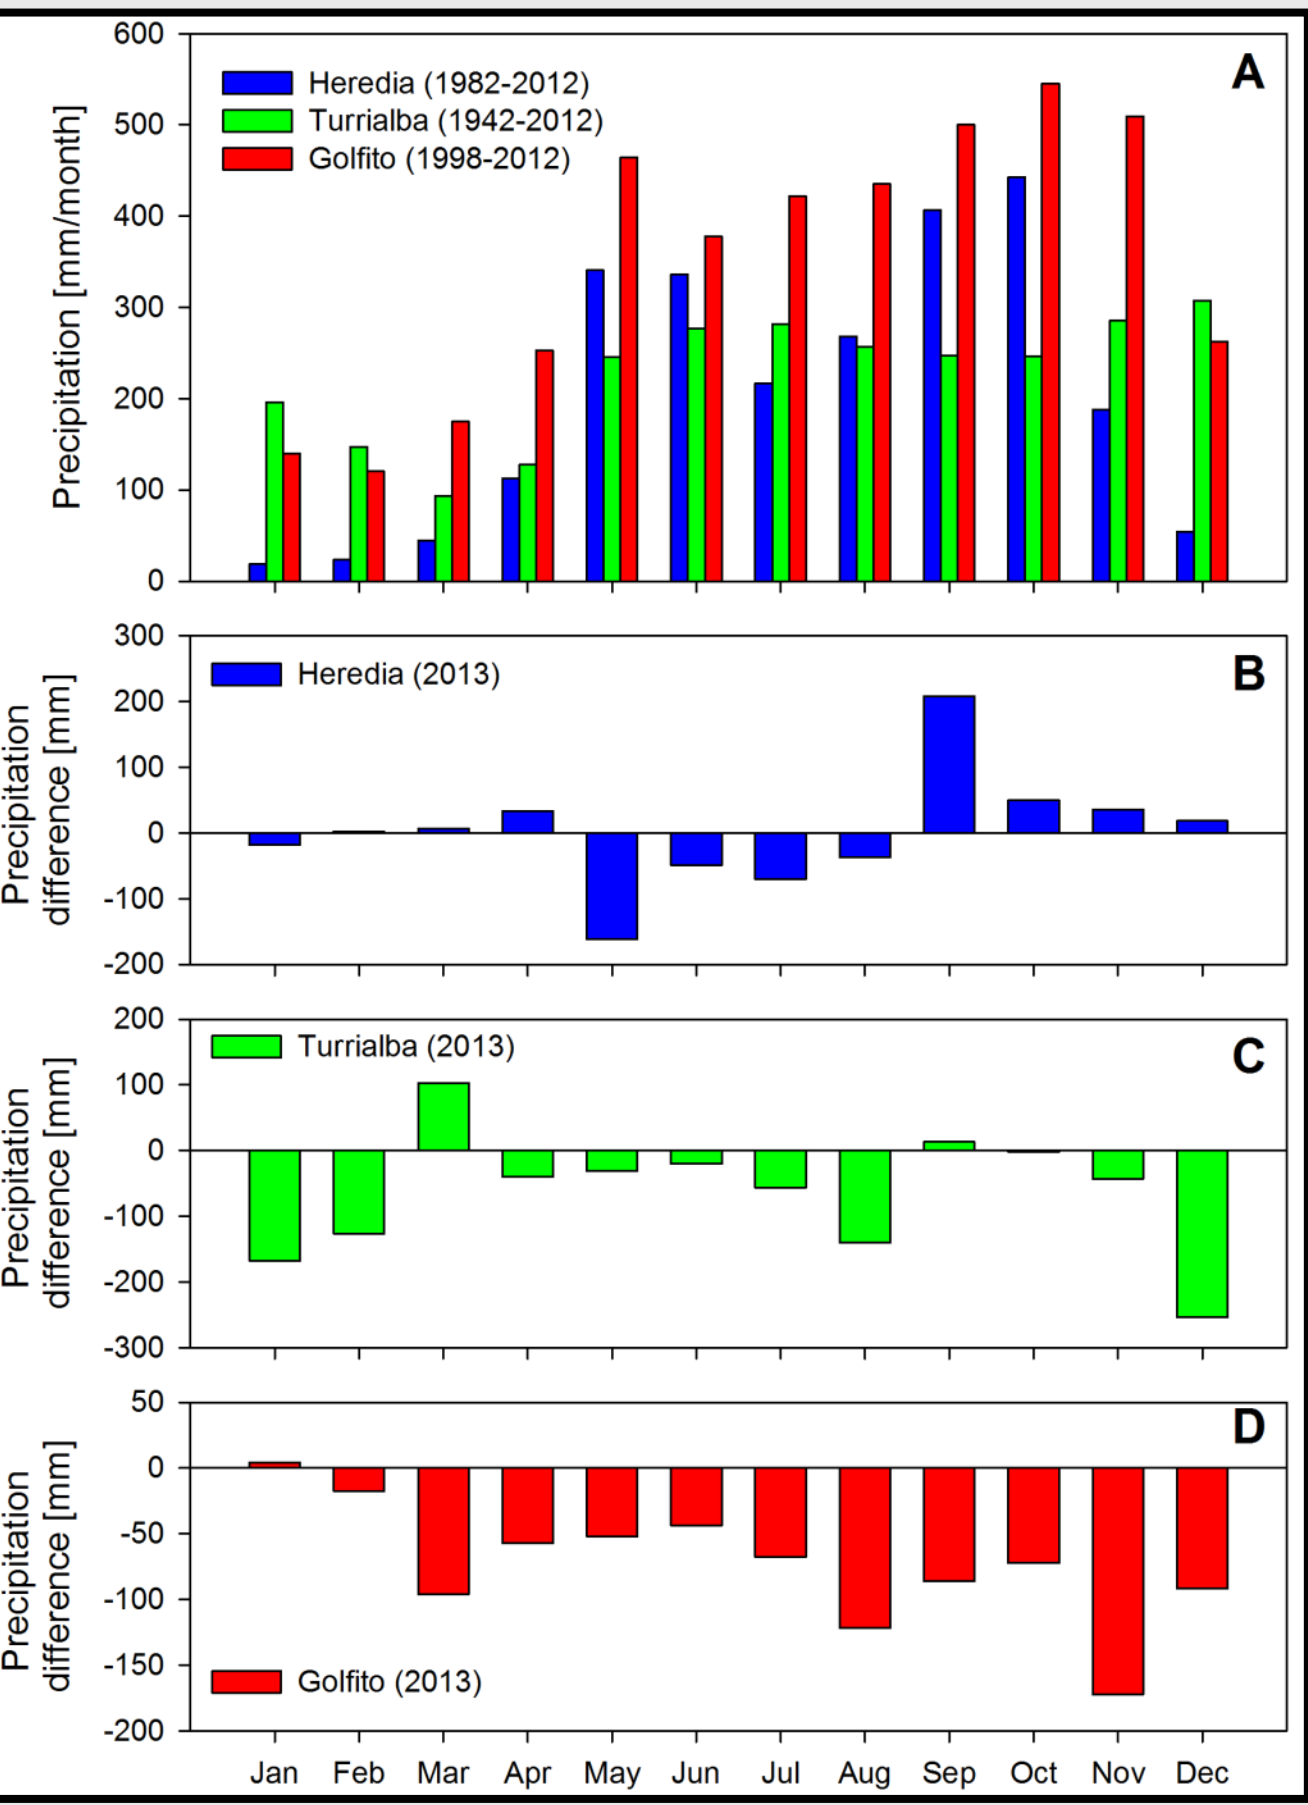 600
500
400
300
200
100
0
Precipitation [mm/month]
Heredia (1982-2012)
Turrialba (1942-2012)
Golfito (1998-2012)
A
300
200
100
0
-100
-200
Precipitation
difference [mm]
Heredia (2013)
B
200
100
0
-100
-200
-300
Precipitation
difference [mm]
Turrialba (2013)
C
50
0
-50
-100
-150
-200
Precipitation
difference [mm]
Golfito (2013)
D
Jan Feb Mar Apr May Jun Jul Aug Sep Oct Nov Dec